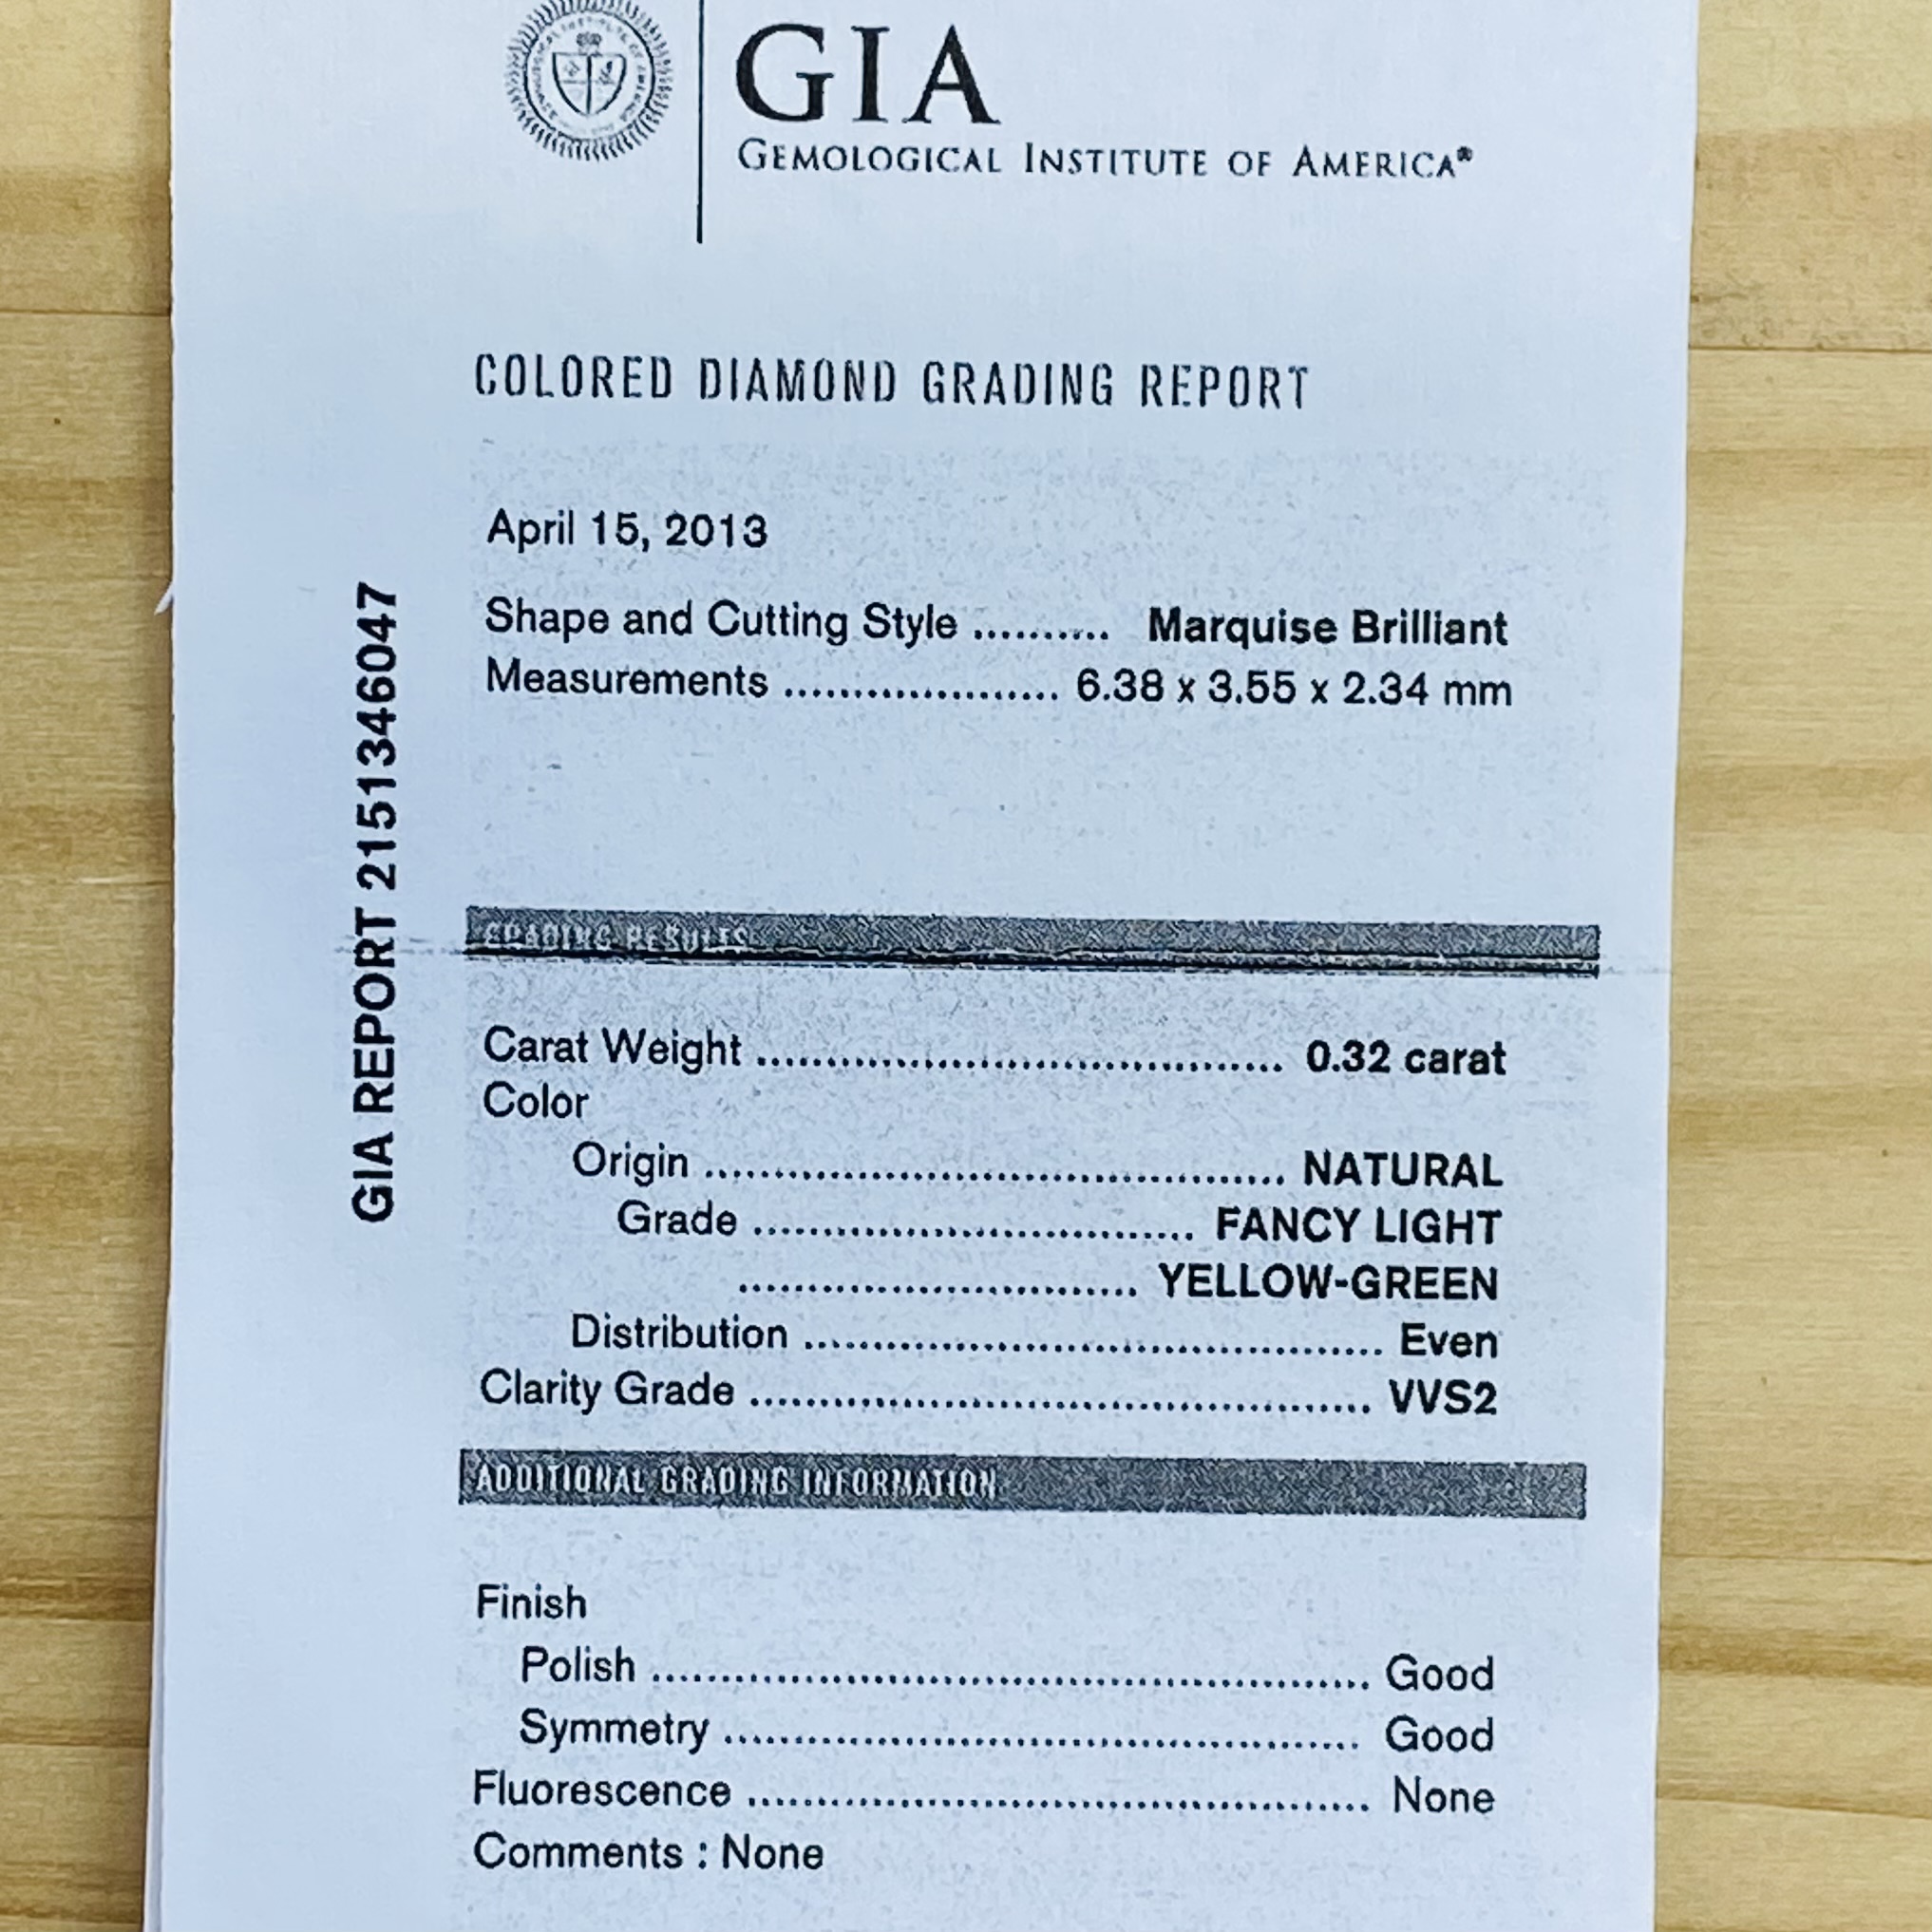 GIA
GEMOLOGICAL INSTITUTE OF AMERICA®
COLORED DIAMOND GRADING REPORT
April 15, 2013
Shape and Cutting Style .......... Marquise Brilliant
Measurements .................... 6.38 x 3.55 x 2.34 mm
GIA REPORT 2151346047
GRADING RESULTS
Carat Weight ...................................... 0.32 carat
Color
Origin .......................................... NATURAL
Grade ................................ FANCY LIGHT
............................. YELLOW-GREEN
Distribution .......................................... Even
Clarity Grade ............................................. VVS2
ADDITIONAL GRADING INFORMATION
Finish
Polish .................................................... Good
Symmetry .............................................. Good
Fluorescence ............................................. None
Comments : None